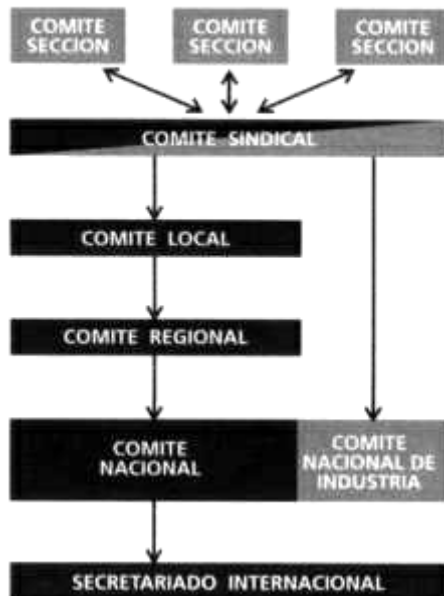 COMITE
SECCION
COMITE
SECCION
COMITE
SECCION
COMITE SINDICAL
COMITE LOCAL
COMITE REGIONAL
COMITE
NACIONAL
COMITE
NACIONAL DE
INDUSTRIA
SECRETARIADO INTERNACIONAL